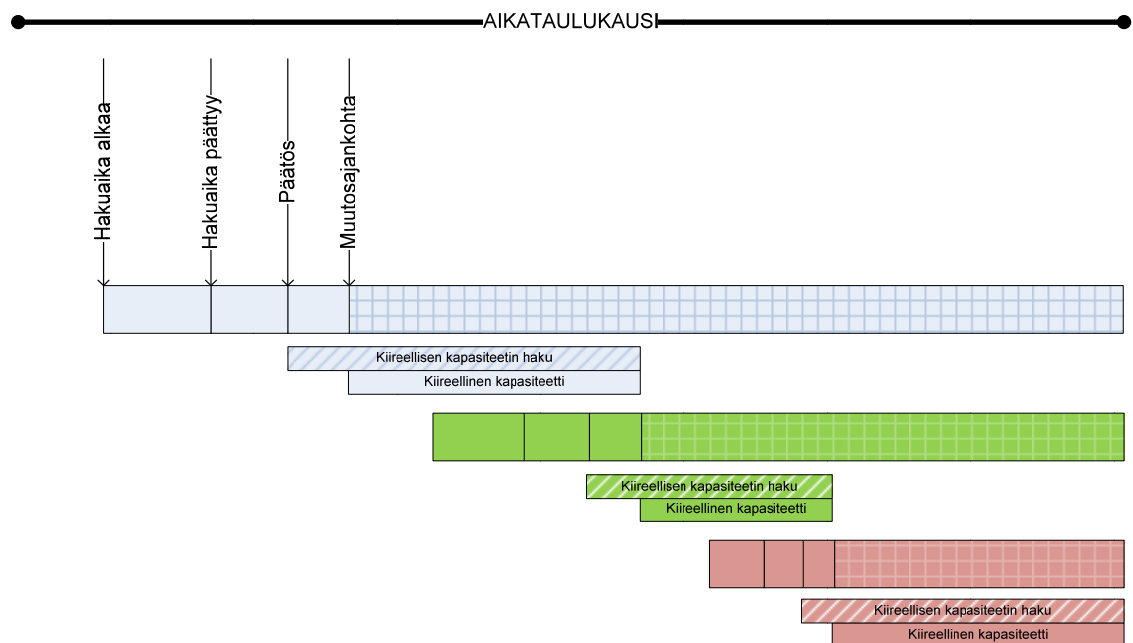 AIKATAULUKAUSI
Hakuaika alkaa
Hakuaika päättyy
Päätös
Muutosajankohta
Kiireellisen kapasiteetin haku
Kiireellinen kapasiteetti
Kiireellisen kapasiteetin haku
Kiireellinen kapasiteetti
Kiireellisen kapasiteetin haku
Kiireellinen kapasiteetti